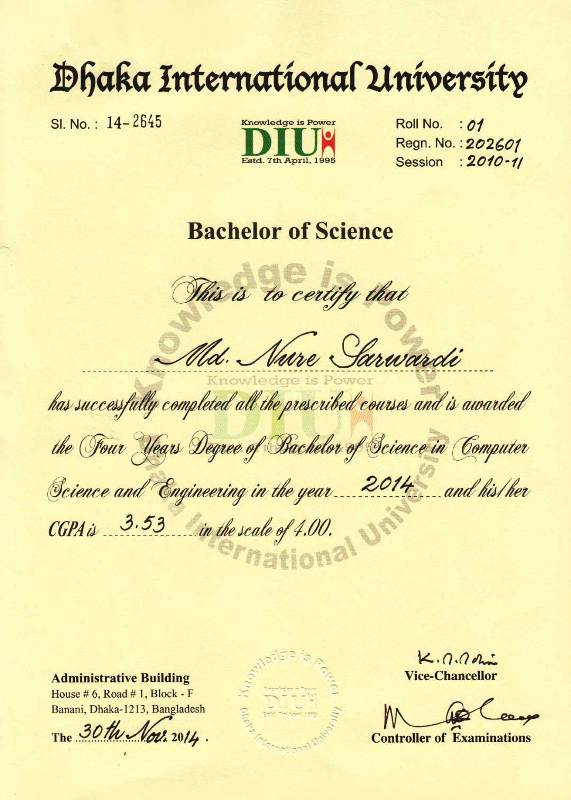 Dhaka International University
Sl. No. : 14-2645
Knowledge is Power
DIU
Estd. 7th April, 1995
Roll No. : 01
Regn. No. : 202601
Session : 2010-11
Bachelor of Science
This is to certify that
Md. Nure Sarwardi
has successfully completed all the prescribed courses and is awarded
the Four Years Degree of Bachelor of Science in Computer
Science and Engineering in the year 2014 and his/her
CGPA is 3.53 in the scale of 4.00.
Knowledge is Power
Dhaka International University
Knowledge is Power
DIU
Administrative Building
House # 6, Road # 1, Block - F
Banani, Dhaka-1213, Bangladesh
The 30th Nov. 2014.
Knowledge is Power
DIU
Dhaka International University
Vice-Chancellor
Controller of Examinations